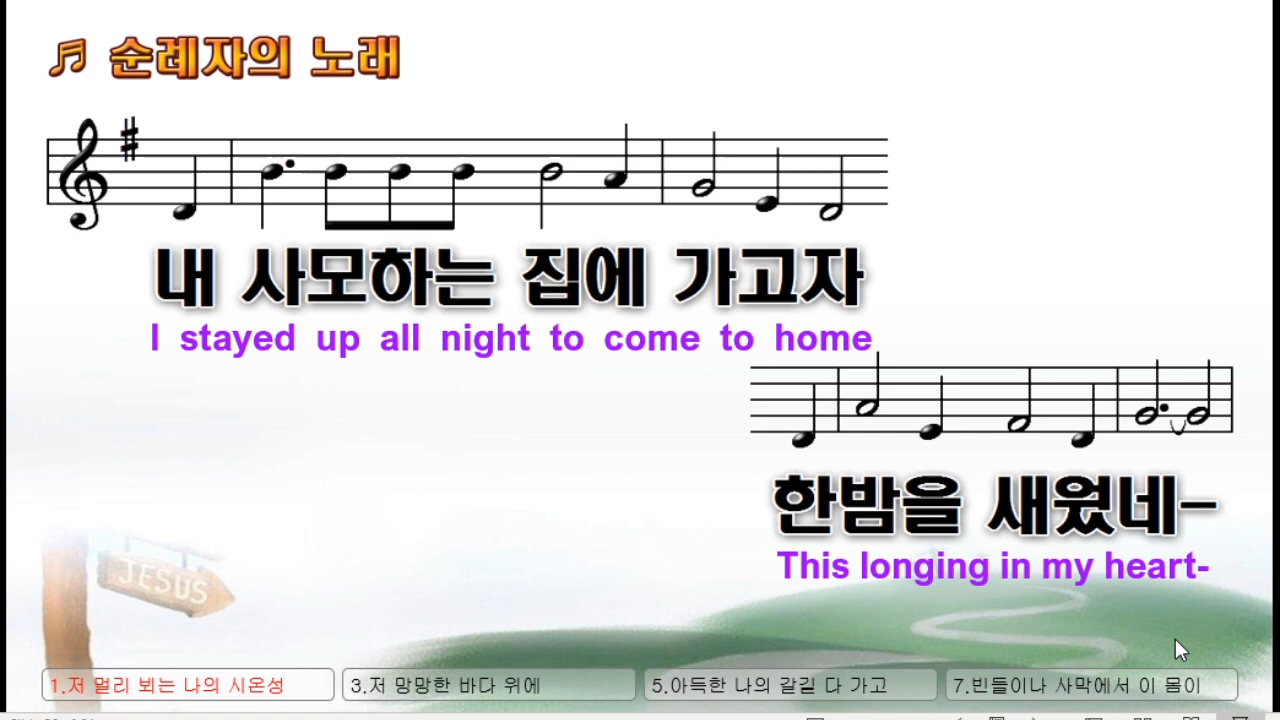 순례자의 노래
내 사모하는 집에 가고자
I stayed up all night to come to home
한밤을 새웠네-
This longing in my heart-
JESUS
1.저 멀리 뵈는 나의 시온성
3.저 망망한 바다 위에
5.아득한 나의 갈길 다 가고
7.빈들이나 사막에서 이 몸이